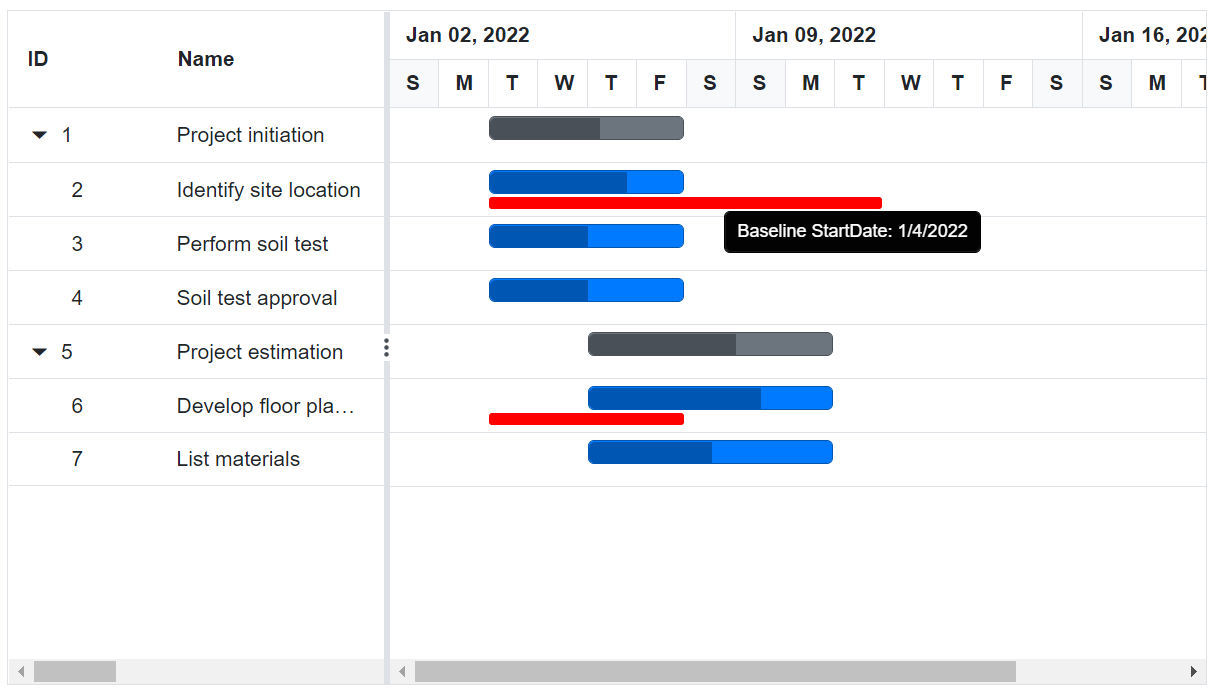 ID Name Jan 02, 2022 Jan 09, 2022 Jan 16, 202
S M T W T F S S M T W T F S S M T
1 Project initiation
2 Identify site location
3 Perform soil test Baseline StartDate: 1/4/2022
4 Soil test approval
5 Project estimation
6 Develop floor pla…
7 List materials